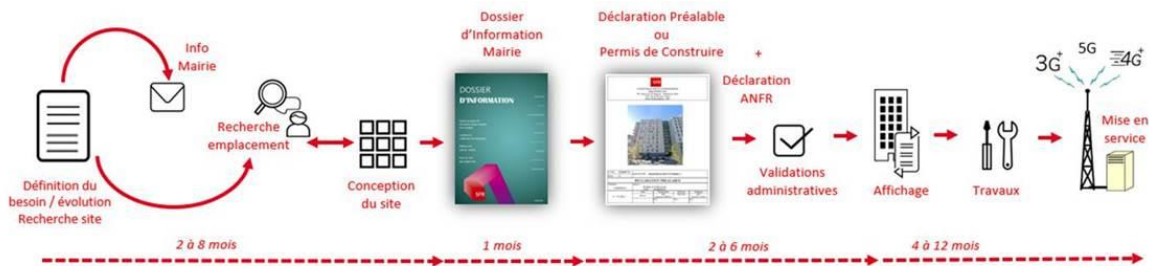 Info
Mairie
Définition du
besoin / évolution
Recherche site
Recherche
emplacement
Conception
du site
Dossier
d'Information
Mairie
DOSSIER
D'INFORMATION
Déclaration Préalable
ou
Permis de Construire
+
Déclaration
ANFR
Validations
administratives
Affichage
Travaux
3G+
5G
4G+
Mise en
service
2 à 8 mois
1 mois
2 à 6 mois
4 à 12 mois